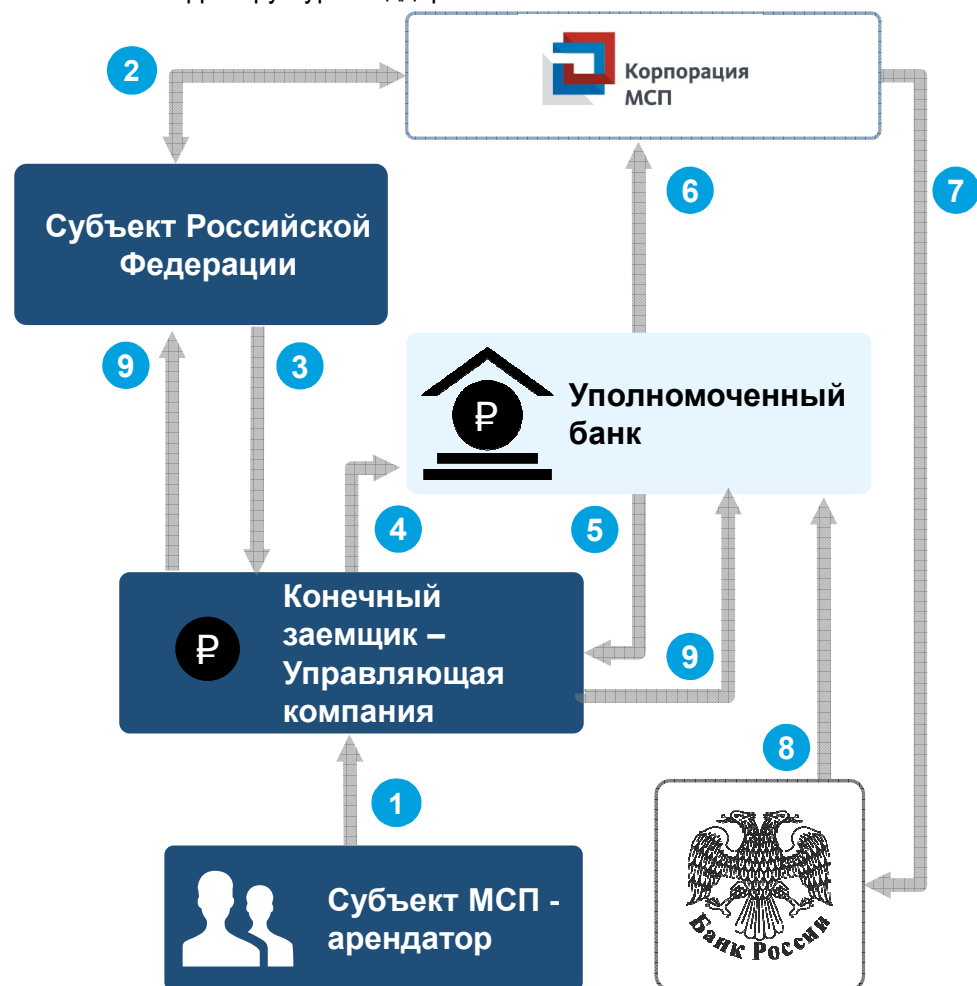 2
Корпорация
МСП
6
7
Субъект Российской
Федерации
9
3
₽
Уполномоченный
банк
4
5
₽
Конечный
заемщик –
Управляющая
компания
9
8
1
Субъект МСП -
арендатор
Банк России